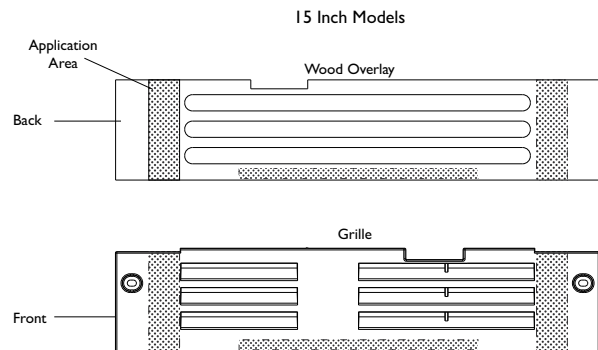 15 Inch Models
Application
Area
Wood Overlay
Back
Grille
Front